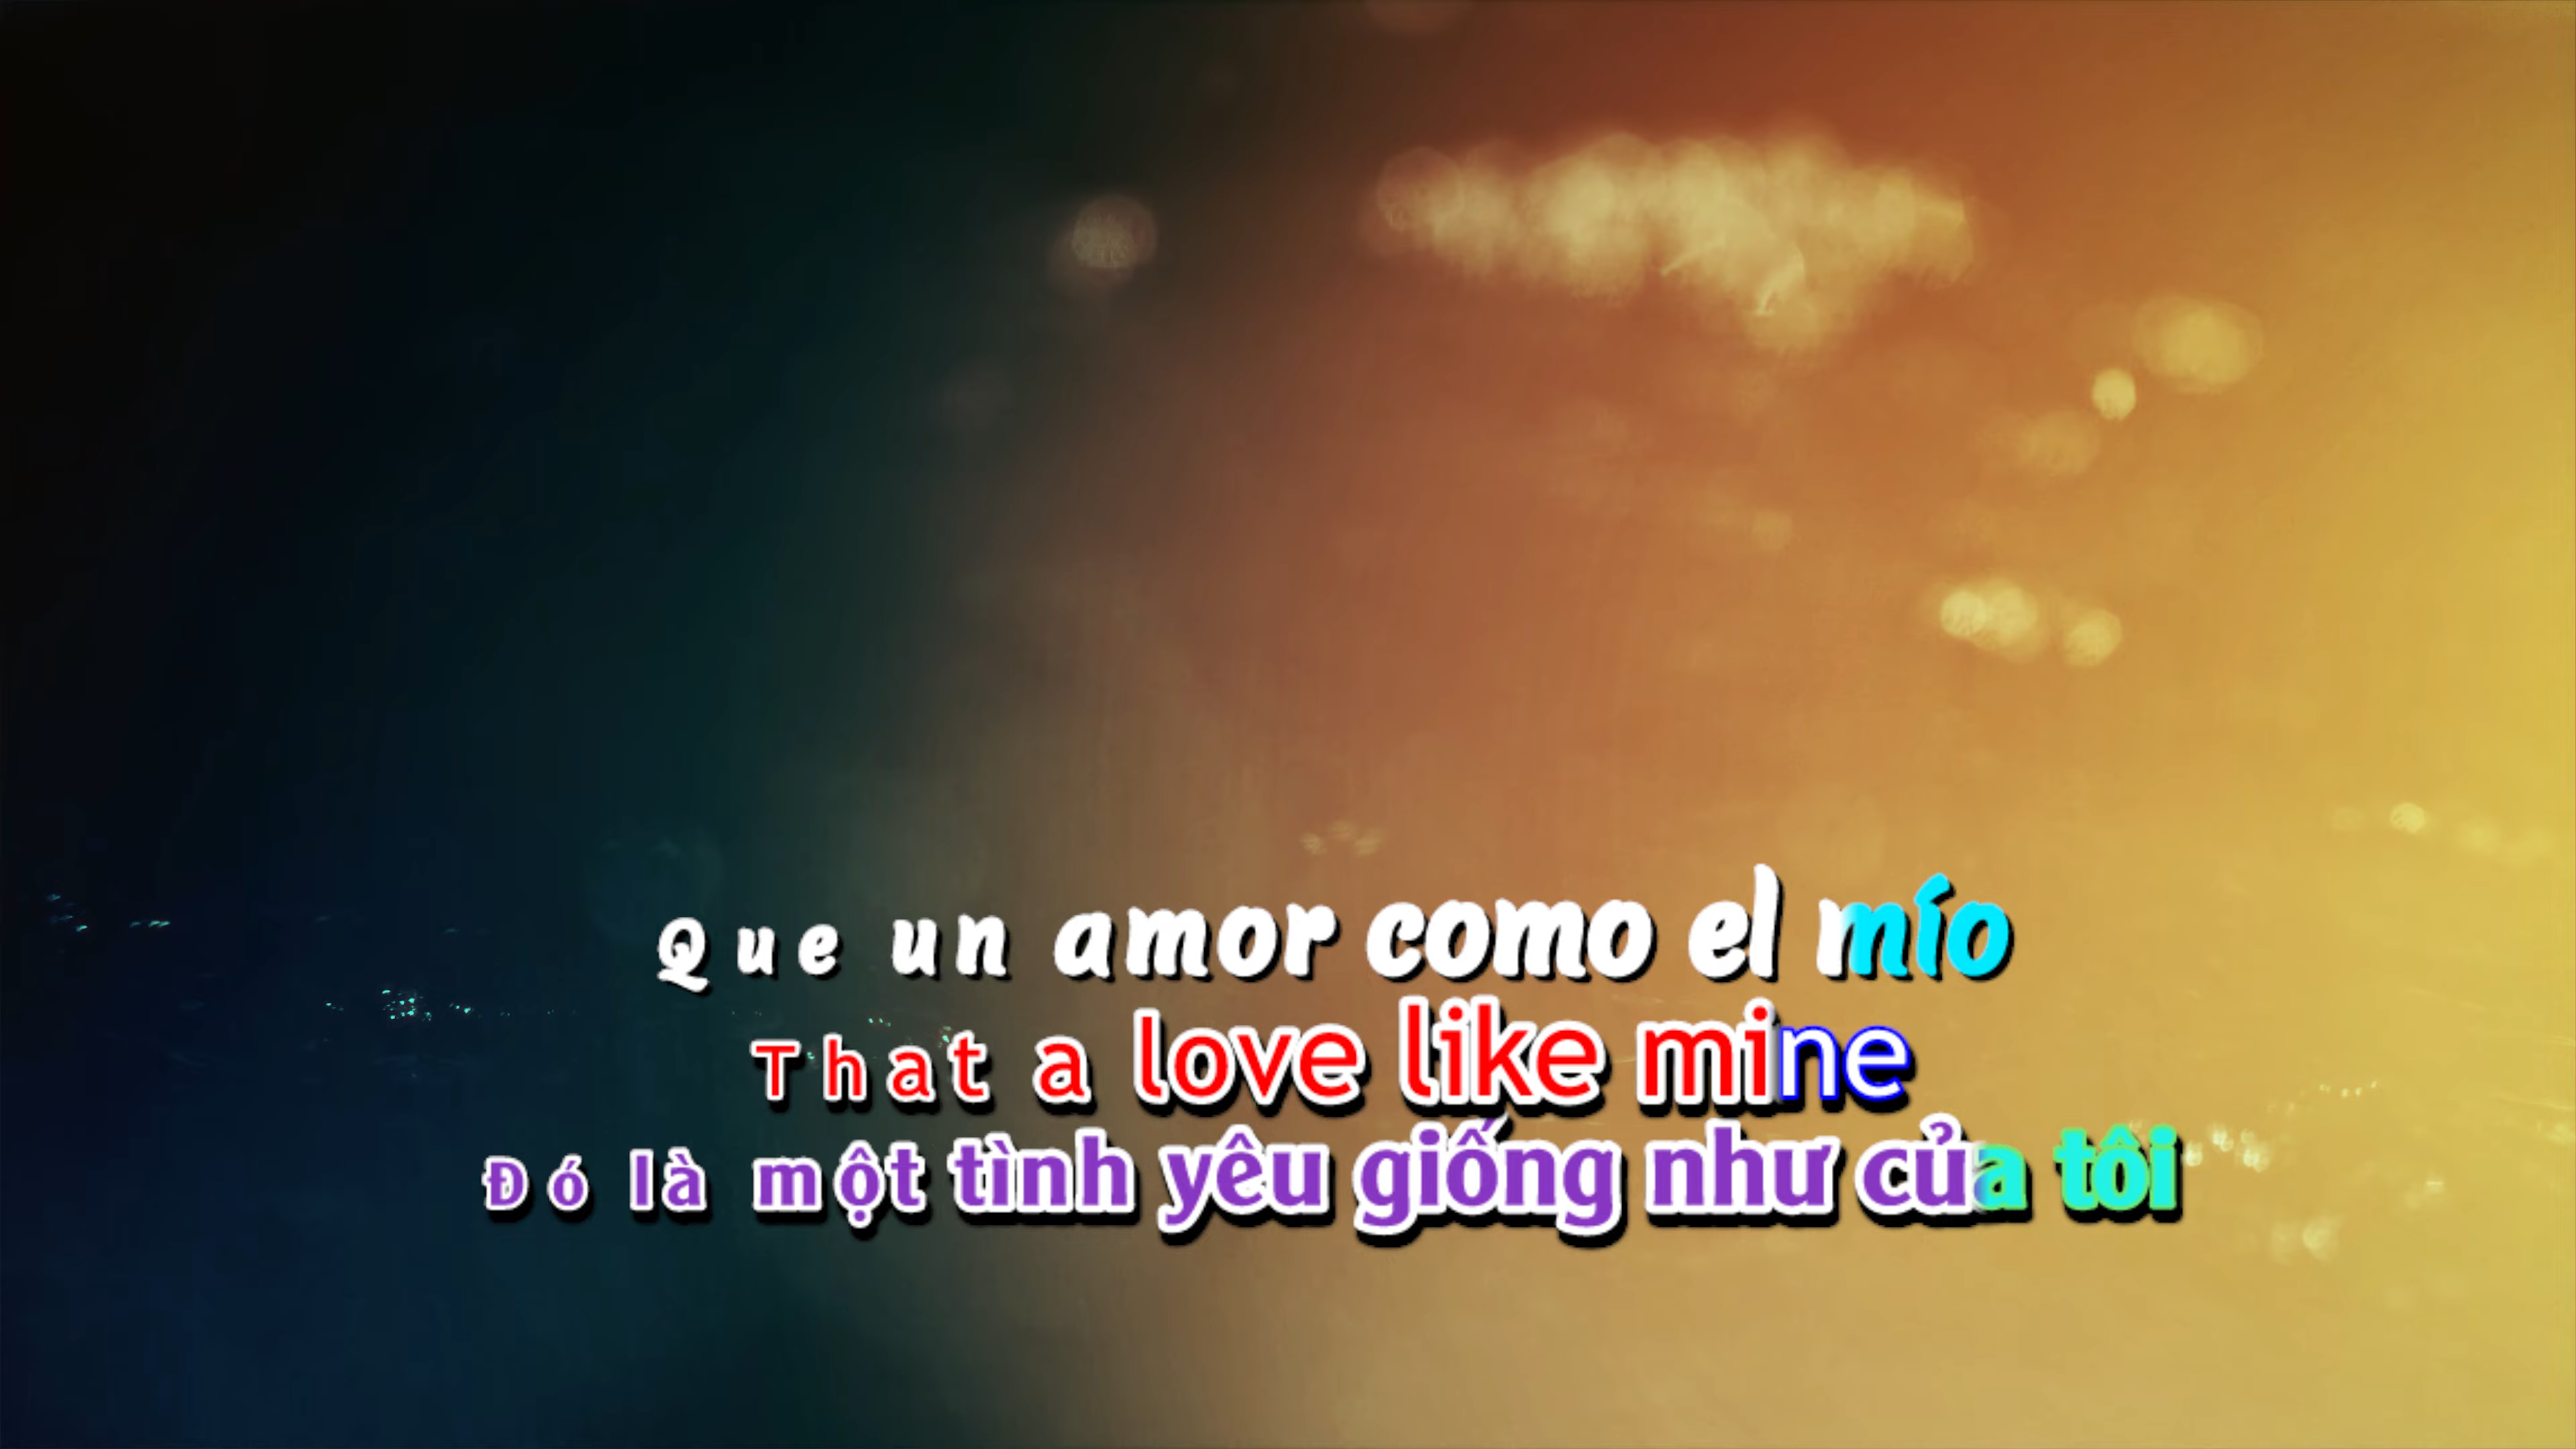 Que un amor como el mío
That a love like mine
Đó là một tình yêu giống như của tôi